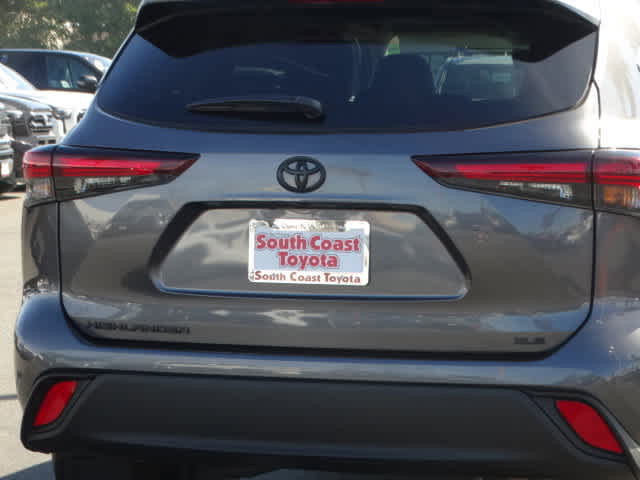 South Coast
Toyota
South Coast Toyota
HIGHLANDER
XLE